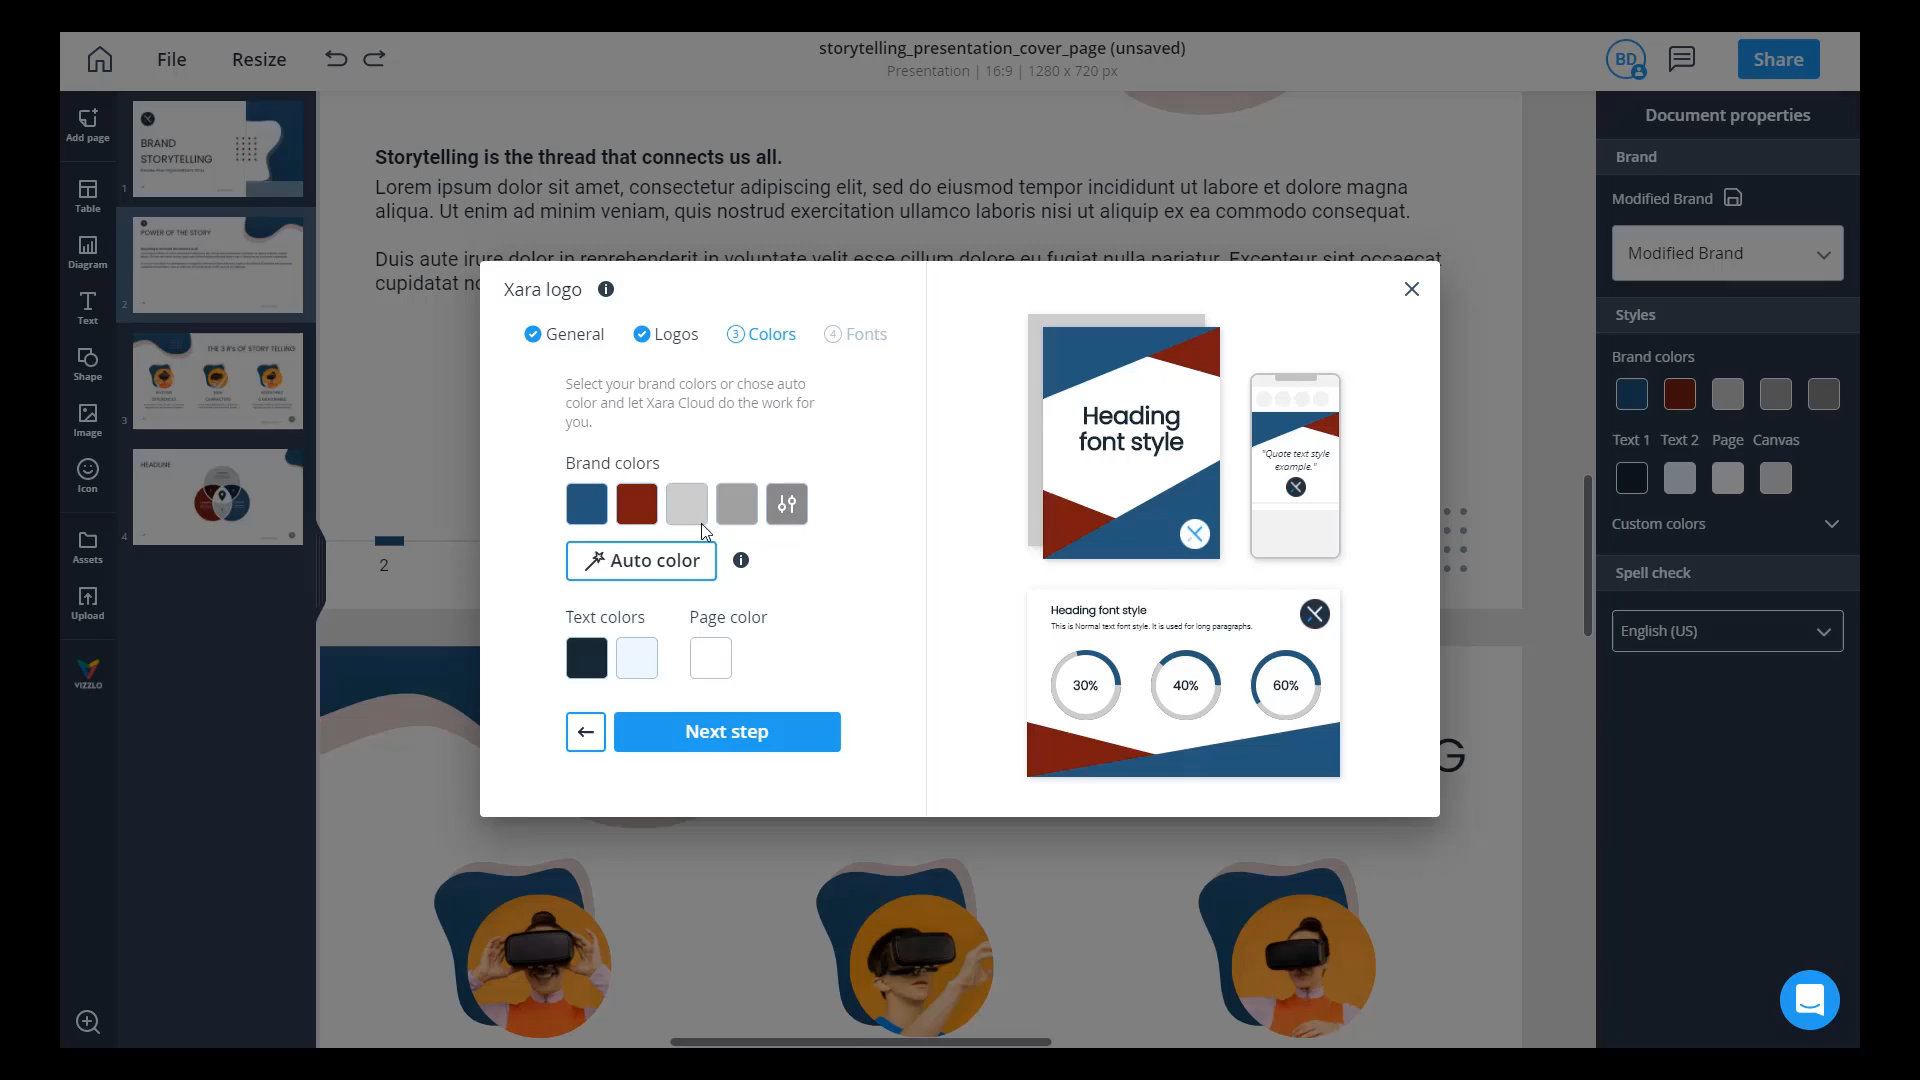 File
Resize
storytelling_presentation_cover_page (unsaved)
Presentation | 16:9 | 1280 x 720 px
BD
Share
Add page
Table
Diagram
Text
Shape
Image
Icon
Assets
Upload
VIZZLO
BRAND
STORYTELLING
1
POWER OF THE STORY
2
THE 3 R's OF STORY TELLING
3
HEADLINE
4
Storytelling is the thread that connects us all.
Lorem ipsum dolor sit amet, consectetur adipiscing elit, sed do eiusmod tempor incididunt ut labore et dolore magna
aliqua. Ut enim ad minim veniam, quis nostrud exercitation ullamco laboris nisi ut aliquip ex ea commodo consequat.
Duis aute irure dolor in reprehenderit in voluptate velit esse cillum dolore eu fugiat nulla pariatur. Excepteur sint occaecat
cupidatat
2
G
Xara logo
General
Logos
3 Colors
4 Fonts
Select your brand colors or chose auto
color and let Xara Cloud do the work for
you.
Brand colors
Auto color
Text colors
Page color
Next step
Heading
font style
"Quote text style
example."
Heading font style
This is Normal text font style. It is used for long paragraphs.
30%
40%
60%
Document properties
Brand
Modified Brand
Modified Brand
Styles
Brand colors
Text 1 Text 2 Page Canvas
Custom colors
Spell check
English (US)